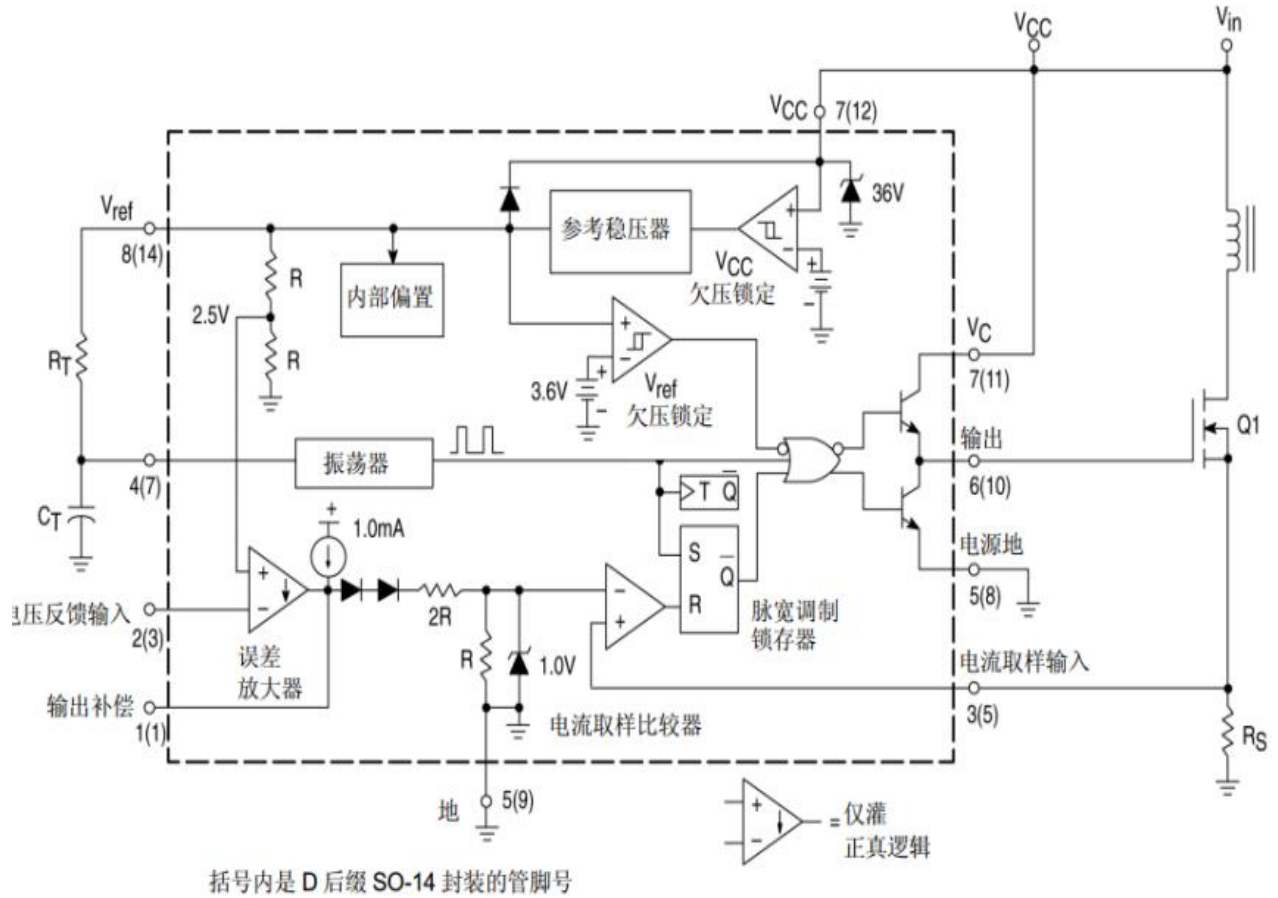 VCC
Vin
VCC
7(12)
Vref
8(14)
36V
参考稳压器
VCC
欠压锁定
R
内部偏置
2.5V
R
RT
VC
7(11)
3.6V
Vref
欠压锁定
Q1
输出
6(10)
振荡器
4(7)
T Q
CT
1.0mA
S
Q
R
电源地
5(8)
+
−
2R
压反馈输入
2(3)
脉宽调制
锁存器
误差
放大器
R
1.0V
电流取样输入
3(5)
输出补偿
1(1)
电流取样比较器
RS
地
5(9)
+
−
= 仅灌
正真逻辑
括号内是 D 后缀 SO-14 封装的管脚号